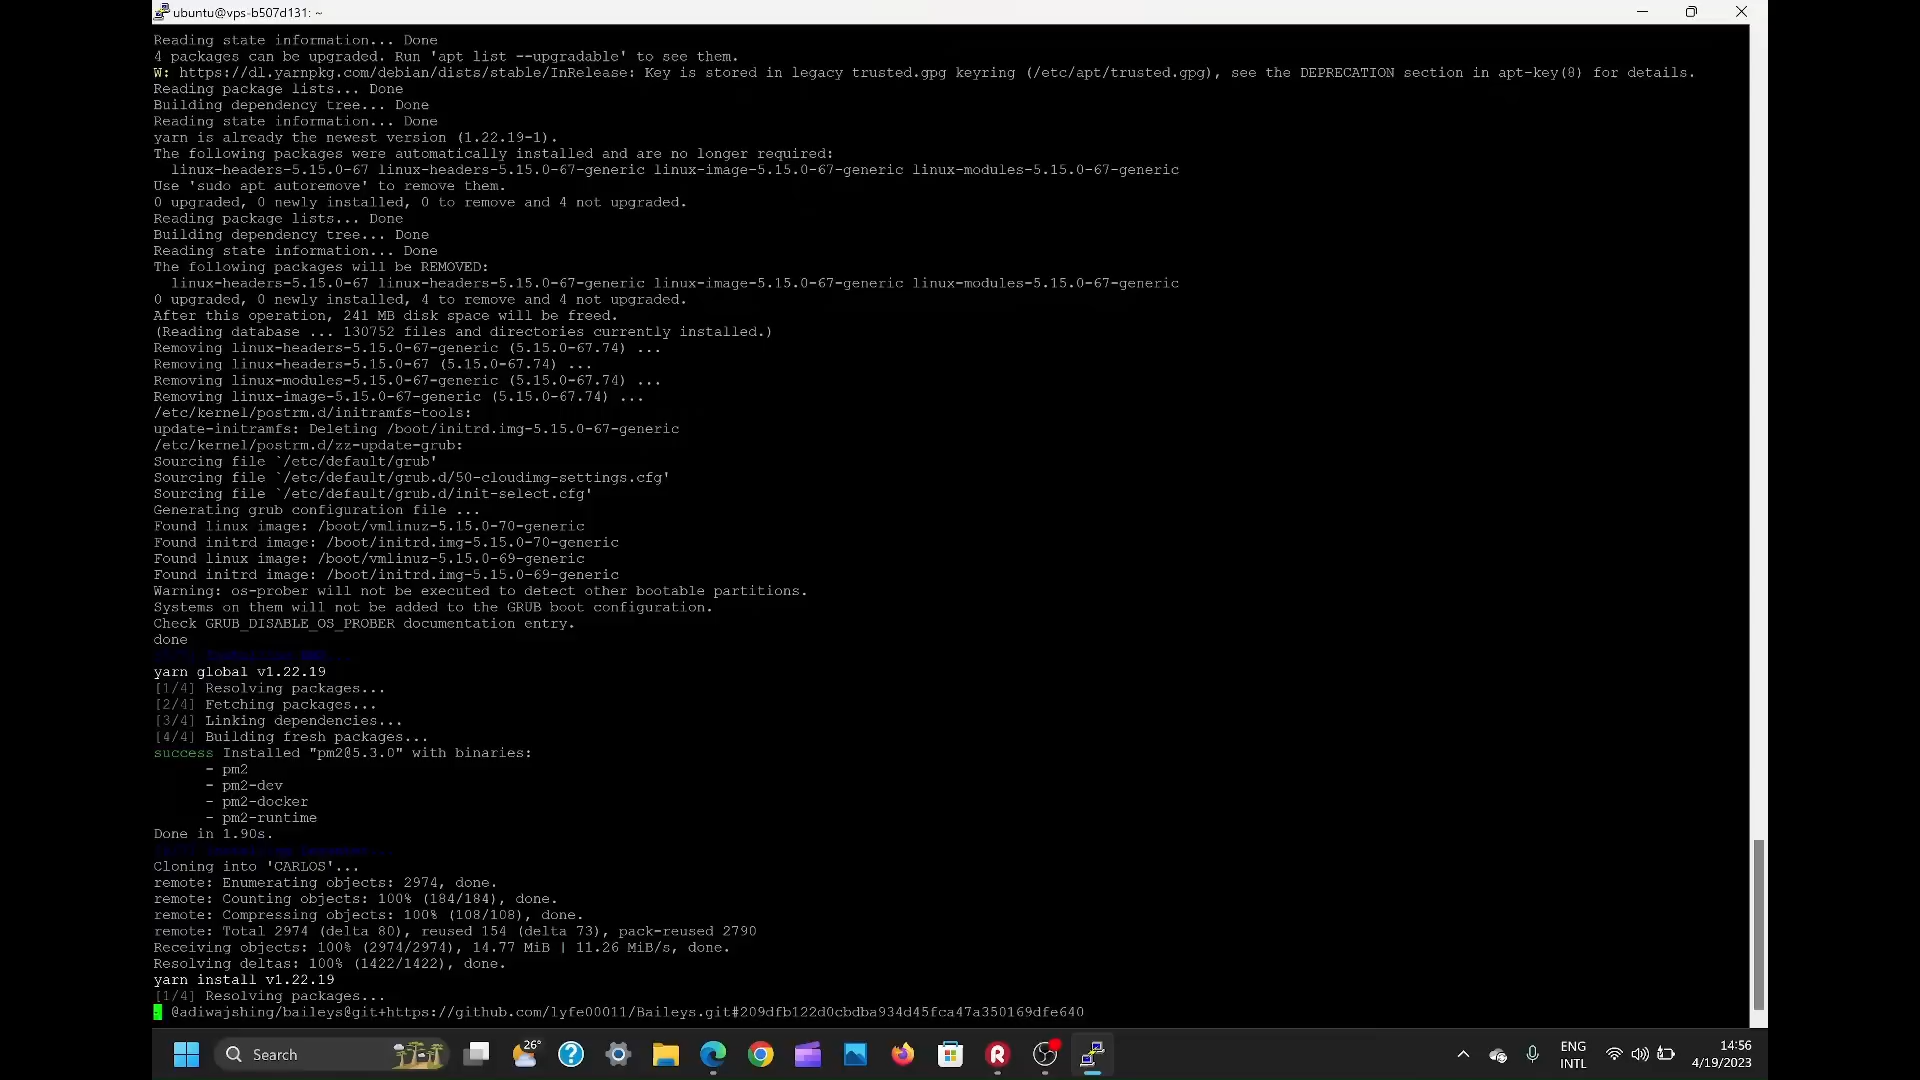 ubuntu@vps-b507d131: ~
Reading state information... Done
4 packages can be upgraded. Run 'apt list --upgradable' to see them.
W: https://dl.yarnpkg.com/debian/dists/stable/InRelease: Key is stored in legacy trusted.gpg keyring (/etc/apt/trusted.gpg), see the DEPRECATION section in apt-key(8) for details.
Reading package lists... Done
Building dependency tree... Done
Reading state information... Done
yarn is already the newest version (1.22.19-1).
The following packages were automatically installed and are no longer required:
  linux-headers-5.15.0-67 linux-headers-5.15.0-67-generic linux-image-5.15.0-67-generic linux-modules-5.15.0-67-generic
Use 'sudo apt autoremove' to remove them.
0 upgraded, 0 newly installed, 0 to remove and 4 not upgraded.
Reading package lists... Done
Building dependency tree... Done
Reading state information... Done
The following packages will be REMOVED:
  linux-headers-5.15.0-67 linux-headers-5.15.0-67-generic linux-image-5.15.0-67-generic linux-modules-5.15.0-67-generic
0 upgraded, 0 newly installed, 4 to remove and 4 not upgraded.
After this operation, 241 MB disk space will be freed.
(Reading database ... 130752 files and directories currently installed.)
Removing linux-headers-5.15.0-67-generic (5.15.0-67.74) ...
Removing linux-headers-5.15.0-67 (5.15.0-67.74) ...
Removing linux-modules-5.15.0-67-generic (5.15.0-67.74) ...
Removing linux-image-5.15.0-67-generic (5.15.0-67.74) ...
/etc/kernel/postrm.d/initramfs-tools:
update-initramfs: Deleting /boot/initrd.img-5.15.0-67-generic
/etc/kernel/postrm.d/zz-update-grub:
Sourcing file `/etc/default/grub'
Sourcing file `/etc/default/grub.d/50-cloudimg-settings.cfg'
Sourcing file `/etc/default/grub.d/init-select.cfg'
Generating grub configuration file ...
Found linux image: /boot/vmlinuz-5.15.0-70-generic
Found initrd image: /boot/initrd.img-5.15.0-70-generic
Found linux image: /boot/vmlinuz-5.15.0-69-generic
Found initrd image: /boot/initrd.img-5.15.0-69-generic
Warning: os-prober will not be executed to detect other bootable partitions.
Systems on them will not be added to the GRUB boot configuration.
Check GRUB_DISABLE_OS_PROBER documentation entry.
done
yarn global v1.22.19
[1/4] Resolving packages...
[2/4] Fetching packages...
[3/4] Linking dependencies...
[4/4] Building fresh packages...
success Installed "pm2@5.3.0" with binaries:
      - pm2
      - pm2-dev
      - pm2-docker
      - pm2-runtime
Done in 1.90s.
Cloning into 'CARLOS'...
remote: Enumerating objects: 2974, done.
remote: Counting objects: 100% (184/184), done.
remote: Compressing objects: 100% (108/108), done.
remote: Total 2974 (delta 80), reused 154 (delta 73), pack-reused 2790
Receiving objects: 100% (2974/2974), 14.77 MiB | 11.26 MiB/s, done.
Resolving deltas: 100% (1422/1422), done.
yarn install v1.22.19
[1/4] Resolving packages...
@adiwajshing/baileys@git+https://github.com/lyfe00011/Baileys.git#209dfb122d0cbdba934d45fca47a350169dfe640
Search
26°
ENG
INTL
14:56
4/19/2023